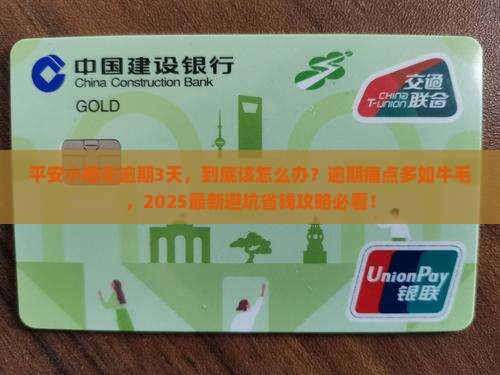 中国建设银行
China Construction Bank
GOLD
交通
CHINA
T-UNION 联合
平安小橙花逾期3天，到底该怎么办？逾期痛点多如牛毛
，2025最新避坑省钱攻略必看！
UnionPay
银联